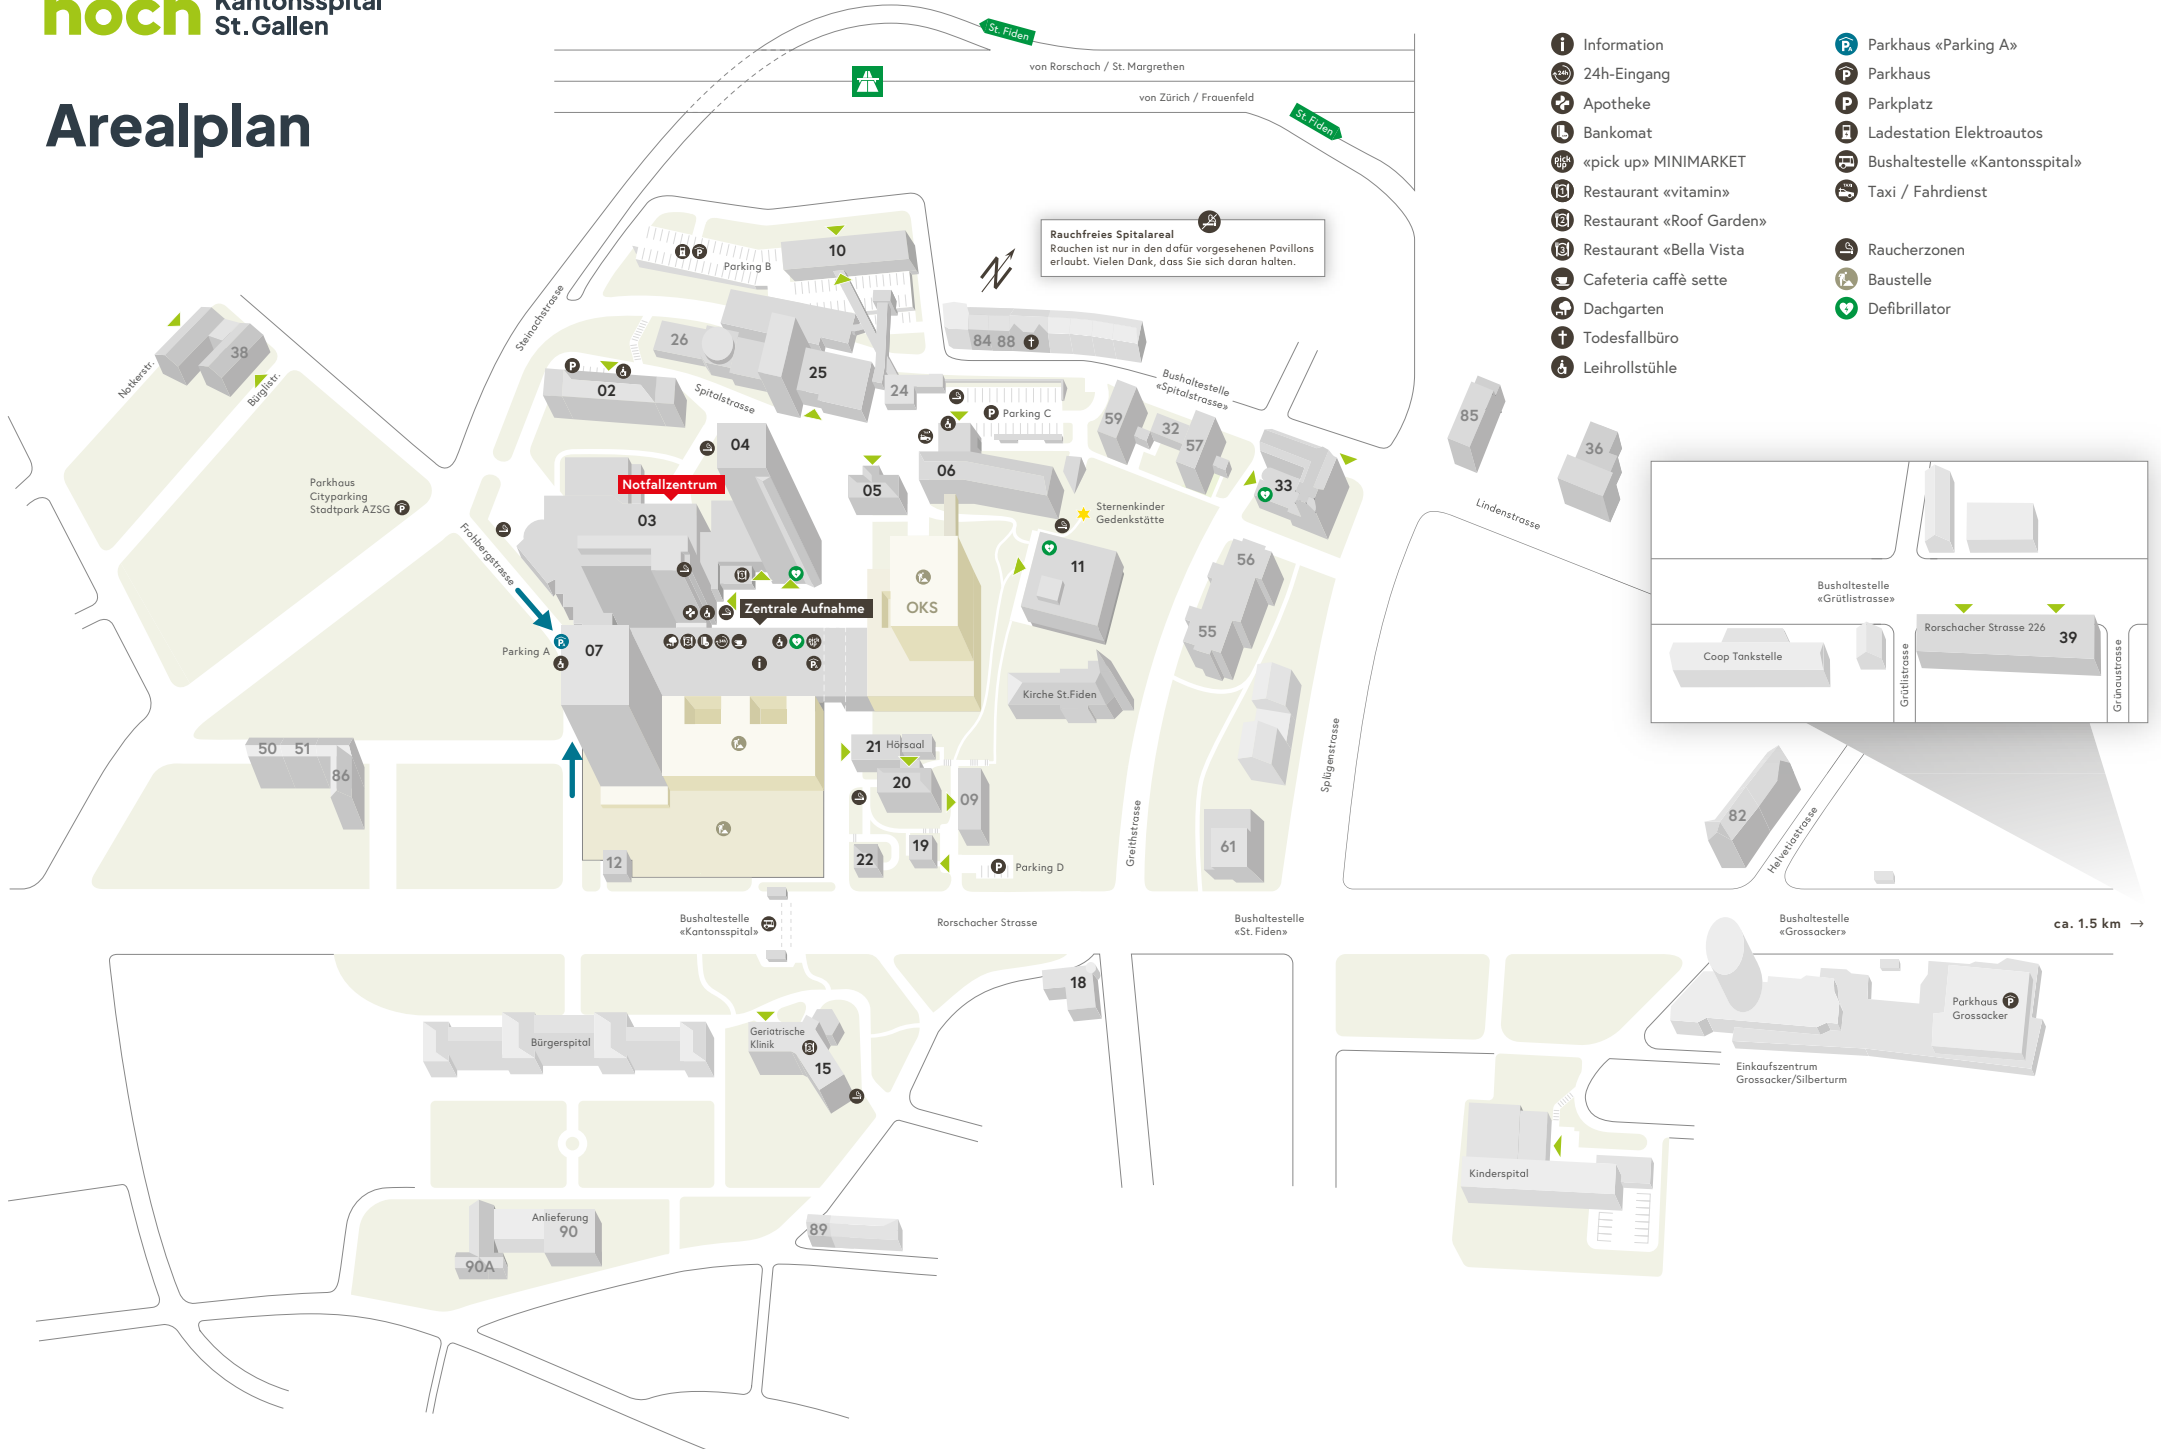 noch Kantonsspital
St.Gallen
Arealplan
St. Fiden
von Rorschach / St. Margrethen
von Zürich / Frauenfeld
St. Fiden
Information
24h-Eingang
Apotheke
Bankomat
«pick up» MINIMARKET
Restaurant «vitamin»
Restaurant «Roof Garden»
Restaurant «Bella Vista
Cafeteria caffè sette
Dachgarten
Todesfallbüro
Leihrollstühle
Parkhaus «Parking A»
Parkhaus
Parkplatz
Ladestation Elektroautos
Bushaltestelle «Kantonsspital»
Taxi / Fahrdienst
Raucherzonen
Baustelle
Defibrillator
Rauchfreies Spitalareal
Rauchen ist nur in den dafür vorgesehenen Pavillons
erlaubt. Vielen Dank, dass Sie sich daran halten.
N
Parking B
10
Steinachstrasse
26
25
24
84 88
38
Notkerstr.
Bürglistr.
02
Spitalstrasse
Bushaltestelle
«Spitalstrasse»
Parking C
59
32
57
85
36
04
Notfallzentrum
03
05
06
33
Parkhaus
Cityparking
Stadtpark AZSG
Sternenkinder
Gedenkstätte
Lindenstrasse
Frohbergstrasse
11
56
55
OKS
Zentrale Aufnahme
Parking A
07
Kirche St.Fiden
Bushaltestelle
«Grütlistrasse»
Rorschacher Strasse 226
39
Coop Tankstelle
Grütlistrasse
Grünaustrasse
50 51
86
21 Hörsaal
20
09
Splügenstrasse
Greithstrasse
12
22
19
Parking D
61
82
Helvetiastrasse
Bushaltestelle
«Kantonsspital»
Rorschacher Strasse
Bushaltestelle
«St. Fiden»
Bushaltestelle
«Grossacker»
ca. 1.5 km →
18
Parkhaus
Grossacker
Bürgerspital
Geriatrische
Klinik
15
Einkaufszentrum
Grossacker/Silberturm
Kinderspital
Anlieferung
90
90A
89